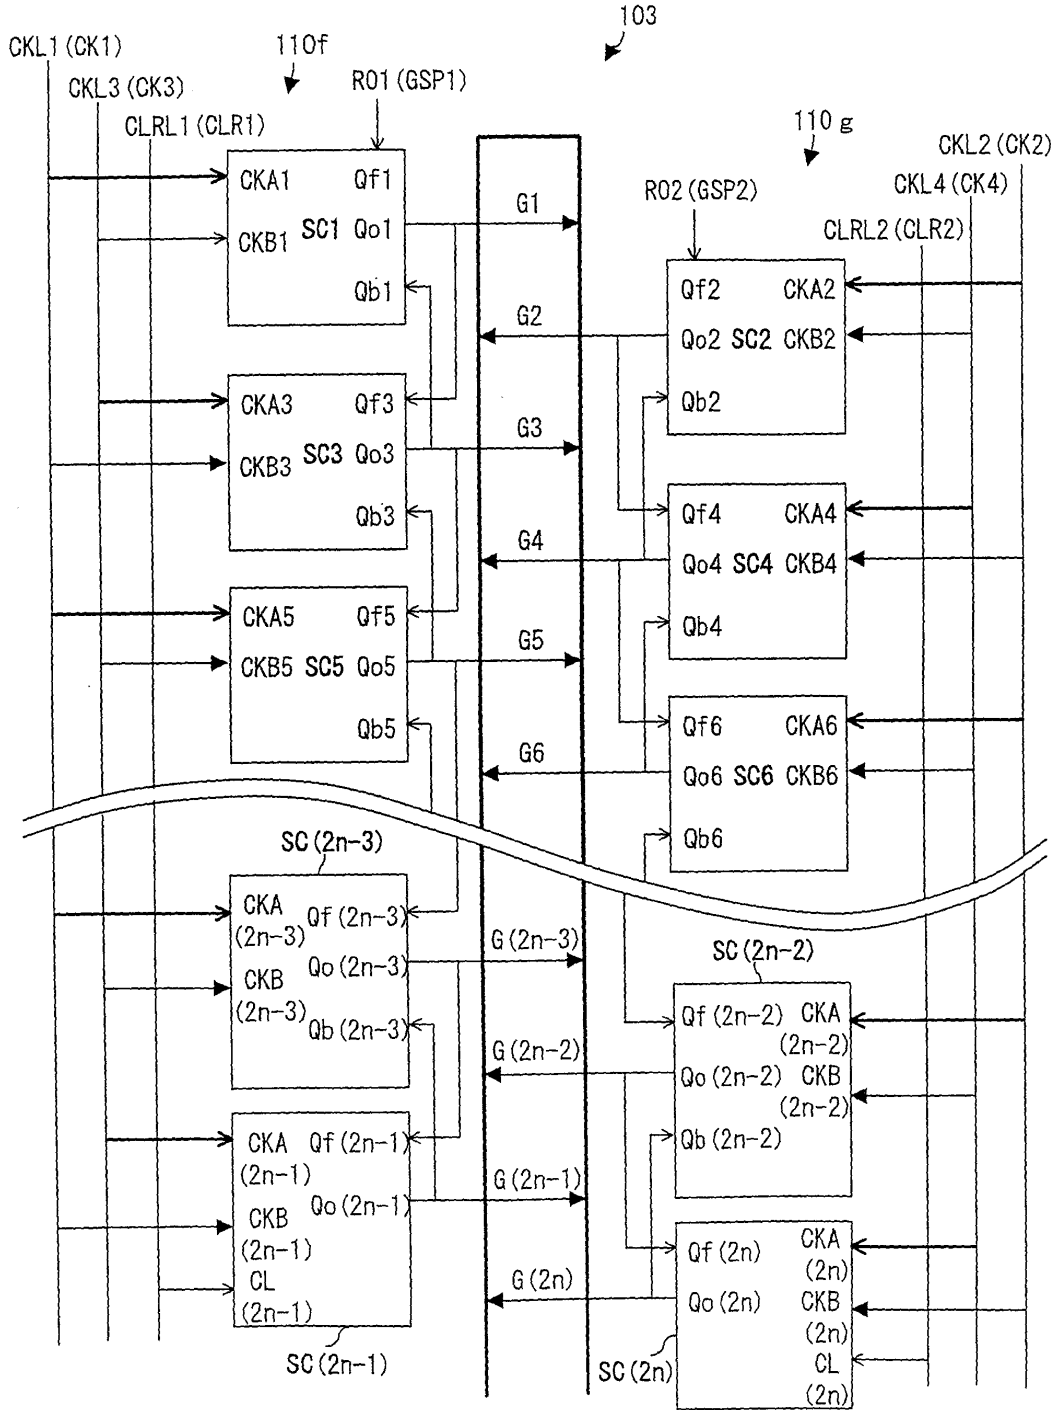 103
CKL1(CK1)
110f
CKL3(CK3)
RO1(GSP1)
CLRL1(CLR1)
110g
CKL2(CK2)
CKL4(CK4)
RO2(GSP2)
CLRL2(CLR2)
CKA1 Qf1
SC1 Qo1
CKB1
Qb1
G1
Qf2 CKA2
Qo2 SC2 CKB2
Qb2
G2
CKA3 Qf3
SC3 Qo3
CKB3
Qb3
G3
Qf4 CKA4
Qo4 SC4 CKB4
Qb4
G4
CKA5 Qf5
CKB5 SC5 Qo5
Qb5
G5
Qf6 CKA6
Qo6 SC6 CKB6
Qb6
G6
SC(2n-3)
CKA
(2n-3)
Qf(2n-3)
Qo(2n-3)
CKB
(2n-3)
Qb(2n-3)
G(2n-3)
SC(2n-2)
Qf(2n-2) CKA
(2n-2)
Qo(2n-2) CKB
(2n-2)
Qb(2n-2)
G(2n-2)
CKA
(2n-1)
Qf(2n-1)
Qo(2n-1)
CKB
(2n-1)
CL
(2n-1)
G(2n-1)
SC(2n-1)
Qf(2n) CKA
(2n)
Qo(2n) CKB
(2n)
CL
(2n)
G(2n)
SC(2n)